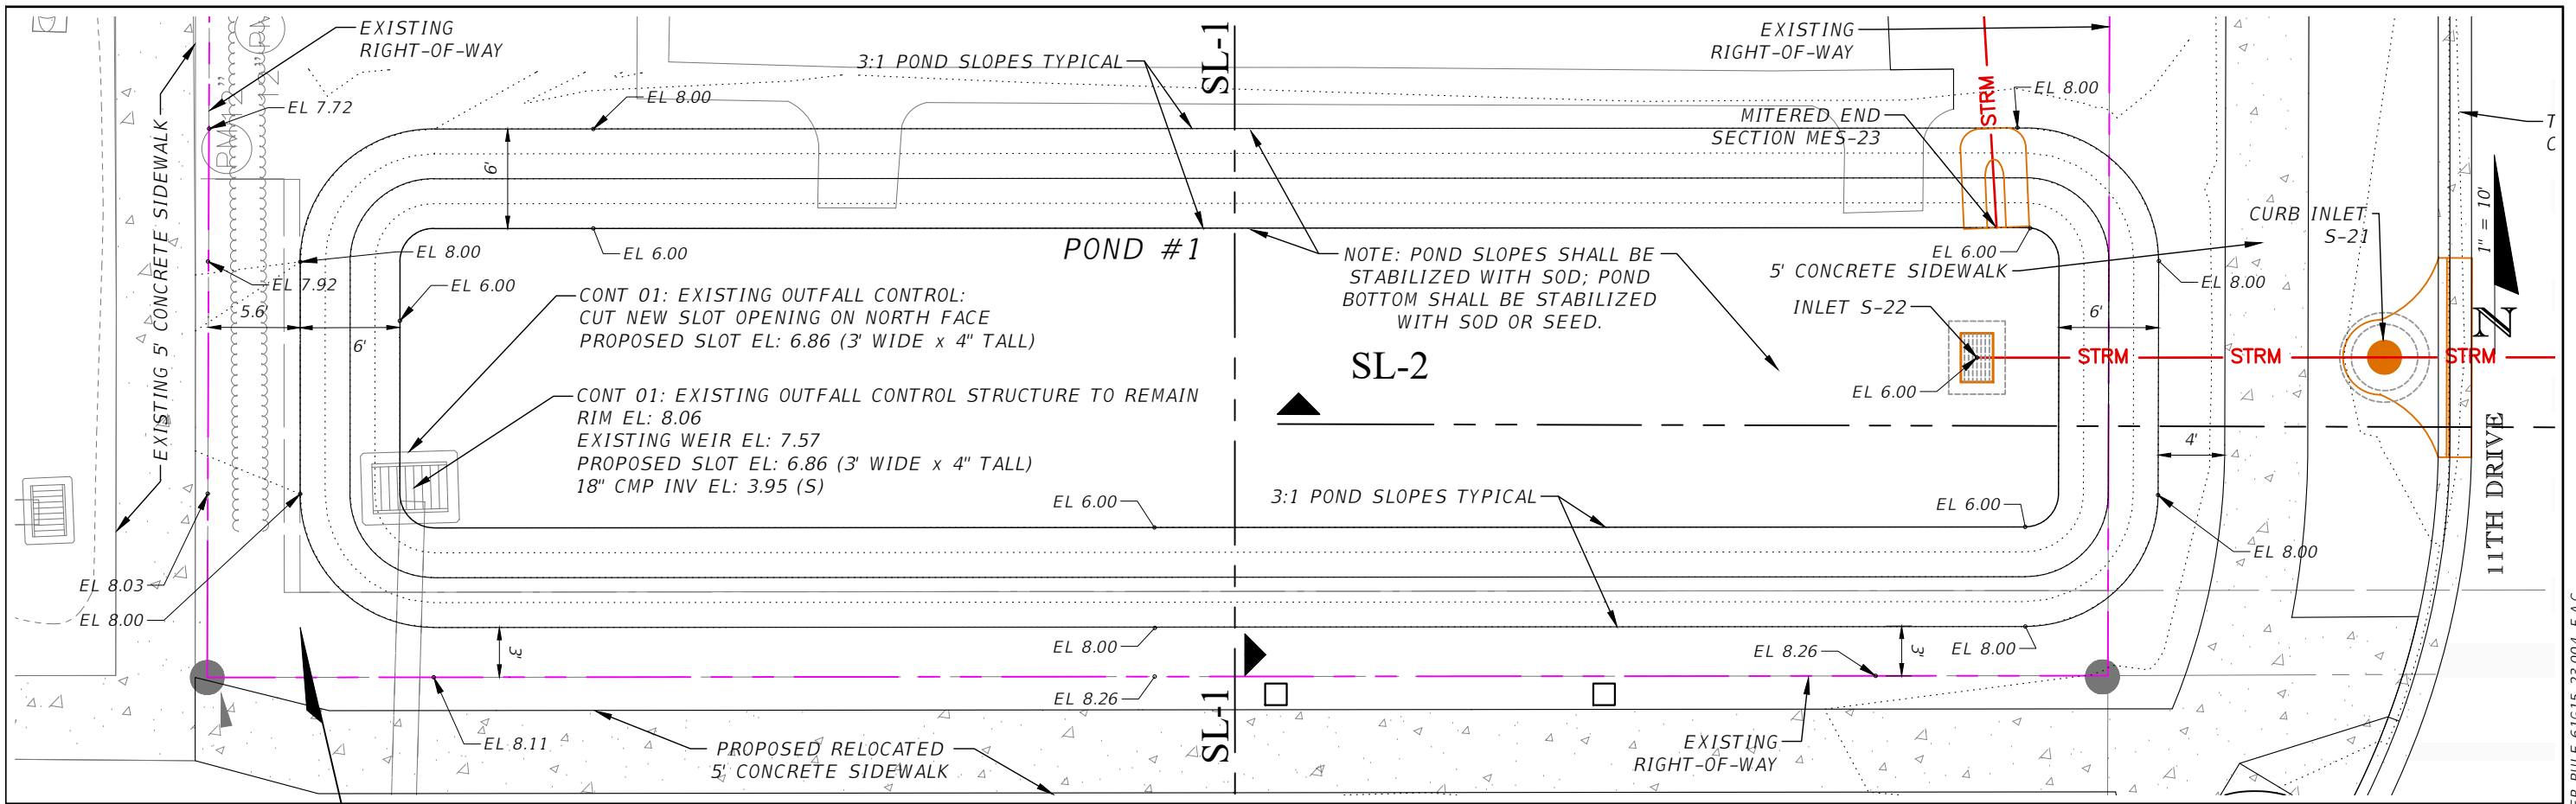 EXISTING
RIGHT-OF-WAY
EL 7.72
EXISTING 5' CONCRETE SIDEWALK
3:1 POND SLOPES TYPICAL
SL-1
EL 8.00
6'
EXISTING
RIGHT-OF-WAY
STRM
EL 8.00
MITERED END
SECTION MES-23
EL 8.00
EL 6.00
EL 7.92
EL 6.00
5.6'
6'
POND #1
CONT 01: EXISTING OUTFALL CONTROL:
CUT NEW SLOT OPENING ON NORTH FACE
PROPOSED SLOT EL: 6.86 (3' WIDE x 4" TALL)
CONT 01: EXISTING OUTFALL CONTROL STRUCTURE TO REMAIN
RIM EL: 8.06
EXISTING WEIR EL: 7.57
PROPOSED SLOT EL: 6.86 (3' WIDE x 4" TALL)
18" CMP INV EL: 3.95 (S)
NOTE: POND SLOPES SHALL BE
STABILIZED WITH SOD; POND
BOTTOM SHALL BE STABILIZED
WITH SOD OR SEED.
SL-2
EL 6.00
5' CONCRETE SIDEWALK
INLET S-22
EL 6.00
EL 8.00
6'
CURB INLET
S-21
1" = 10'
N
STRM
STRM
STRM
4'
11TH DRIVE
EL 6.00
3:1 POND SLOPES TYPICAL
EL 6.00
EL 8.00
EL 8.03
EL 8.00
3'
EL 8.00
EL 8.26
EL 8.26
EL 8.00
3'
EL 8.11
PROPOSED RELOCATED
5' CONCRETE SIDEWALK
SL-1
EXISTING
RIGHT-OF-WAY